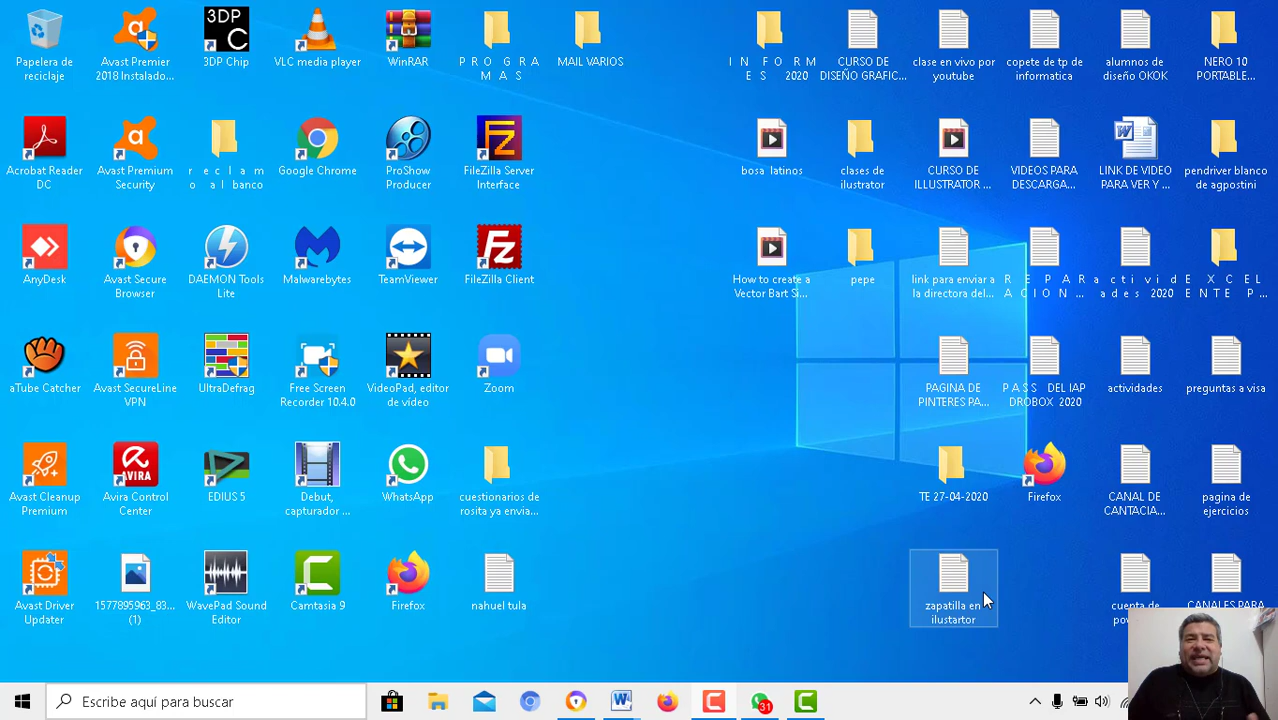 3DP
C
Papelera de
reciclaje
Avast Premier
2018 Instalado...
3DP Chip
VLC media player
WinRAR
P R O G R A
M A S
MAIL VARIOS
I N F O R M
E S 2020
CURSO DE
DISEÑO GRAFIC...
clase en vivo por
youtube
copete de tp de
informatica
alumnos de
diseño OKOK
NERO 10
PORTABLE...
Acrobat Reader
DC
Avast Premium
Security
r e c l a m
o a l banco
Google Chrome
ProShow
Producer
FileZilla Server
Interface
bosa latinos
clases de
ilustrator
CURSO DE
ILLUSTRATOR ...
VIDEOS PARA
DESCARGA...
LINK DE VIDEO
PARA VER Y ...
pendriver blanco
de agpostini
AnyDesk
Avast Secure
Browser
DAEMON Tools
Lite
Malwarebytes
TeamViewer
FileZilla Client
How to create a
Vector Bart Si...
pepe
link para enviar a
la directora del...
R E P A R
A C I O N ...
a c t i v i d
a d e s 2020
E X C E L
E N T E P...
aTube Catcher
Avast SecureLine
VPN
UltraDefrag
Free Screen
Recorder 10.4.0
VideoPad, editor
de vídeo
Zoom
PAGINA DE
PINTERES PA...
P A S S DEL IAP
DROBOX 2020
actividades
preguntas a visa
Avast Cleanup
Premium
Avira Control
Center
EDIUS 5
Debut,
capturador ...
WhatsApp
cuestionarios de
rosita ya envia...
TE 27-04-2020
Firefox
CANAL DE
CANTACIA...
pagina de
ejercicios
Avast Driver
Updater
1577895963_83...
(1)
WavePad Sound
Editor
Camtasia 9
Firefox
nahuel tula
zapatilla en
ilustartor
cuenta de
CANALES PARA
Escribe aquí para buscar
31